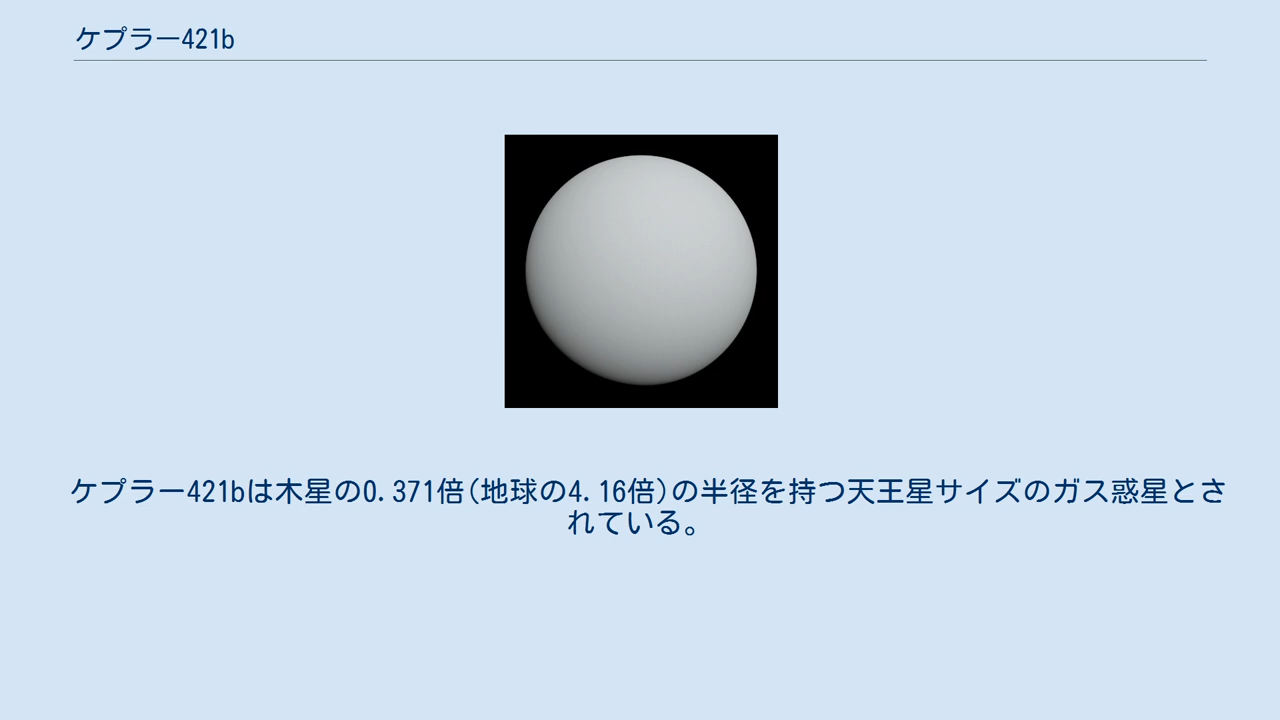 ケプラー421b
ケプラー421bは木星の0.371倍(地球の4.16倍)の半径を持つ天王星サイズのガス惑星とさ
れている。